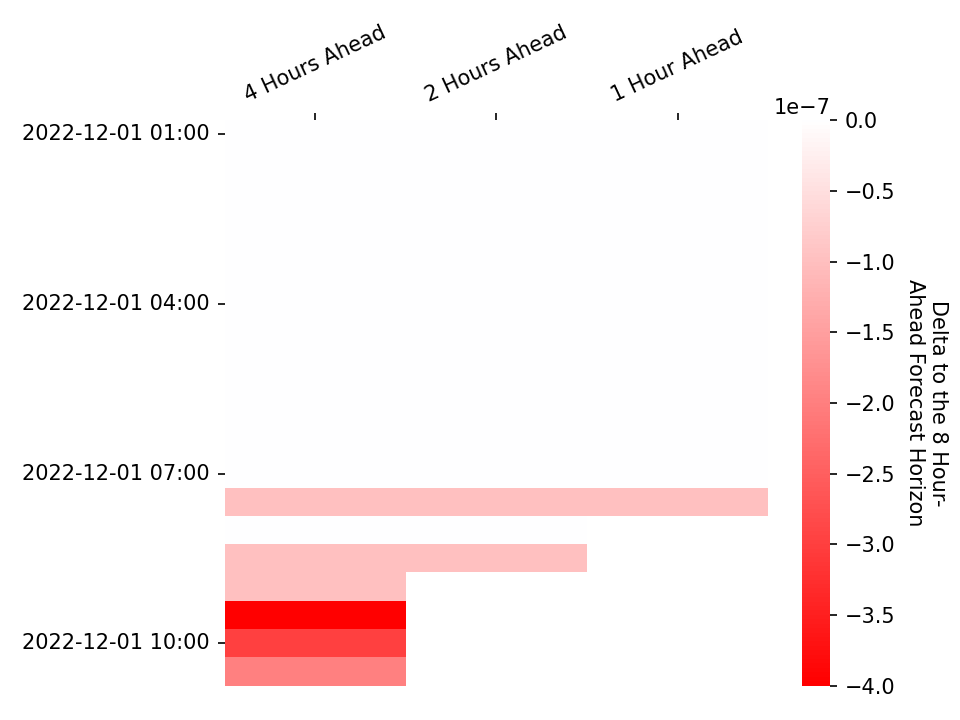 4 Hours Ahead
2 Hours Ahead
1 Hour Ahead
1e−7
2022-12-01 01:00
2022-12-01 04:00
2022-12-01 07:00
2022-12-01 10:00
0.0
−0.5
−1.0
−1.5
−2.0
−2.5
−3.0
−3.5
−4.0
Delta to the 8 Hour-
Ahead Forecast Horizon